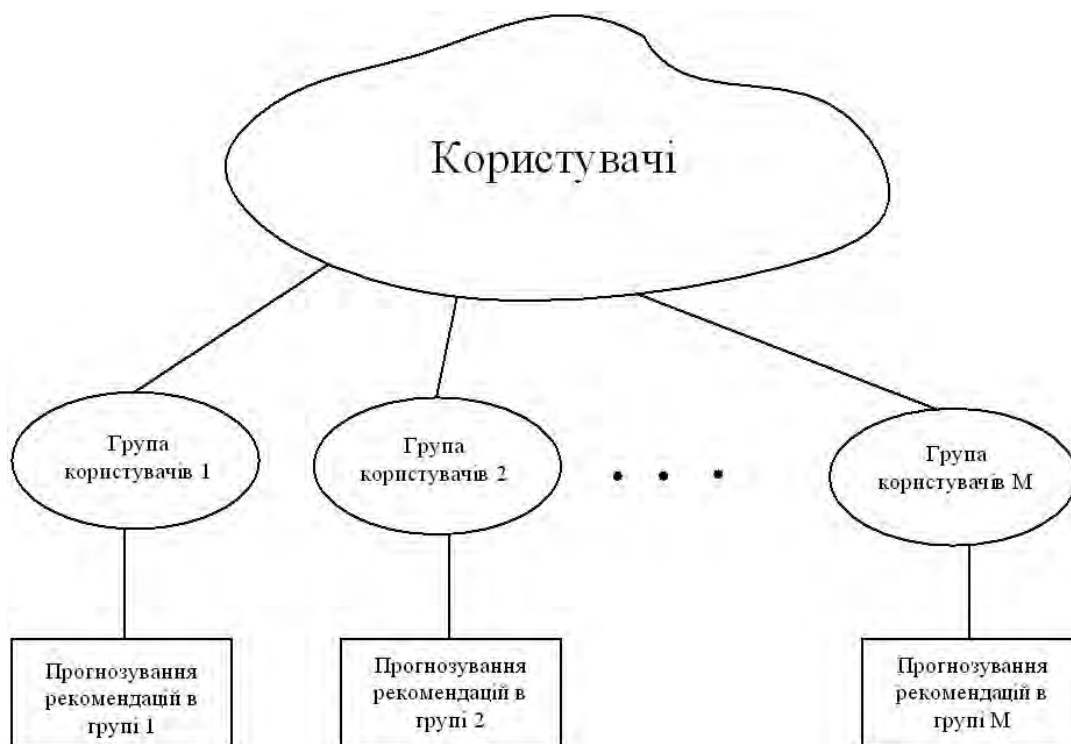 Користувачі
Група
користувачів 1
Група
користувачів 2
Група
користувачів М
Прогнозування
рекомендацій в
групі 1
Прогнозування
рекомендацій в
групі 2
Прогнозування
рекомендацій в
групі М